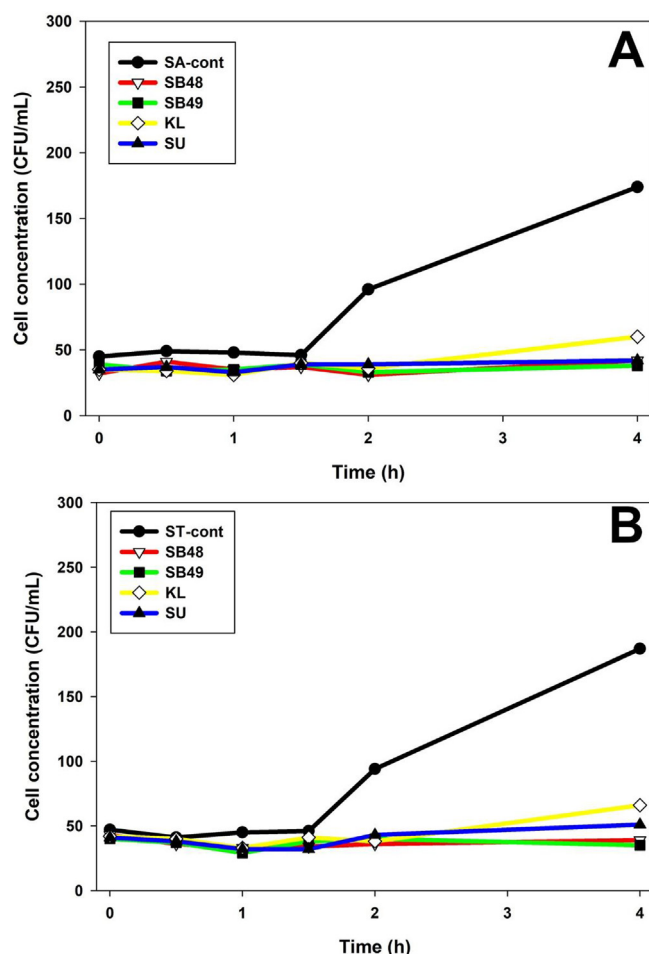 A
300
250
200
150
100
50
0
Cell concentration (CFU/mL)
SA-cont
SB48
SB49
KL
SU
0 1 2 3 4
Time (h)
B
300
250
200
150
100
50
0
Cell concentration (CFU/mL)
ST-cont
SB48
SB49
KL
SU
0 1 2 3 4
Time (h)